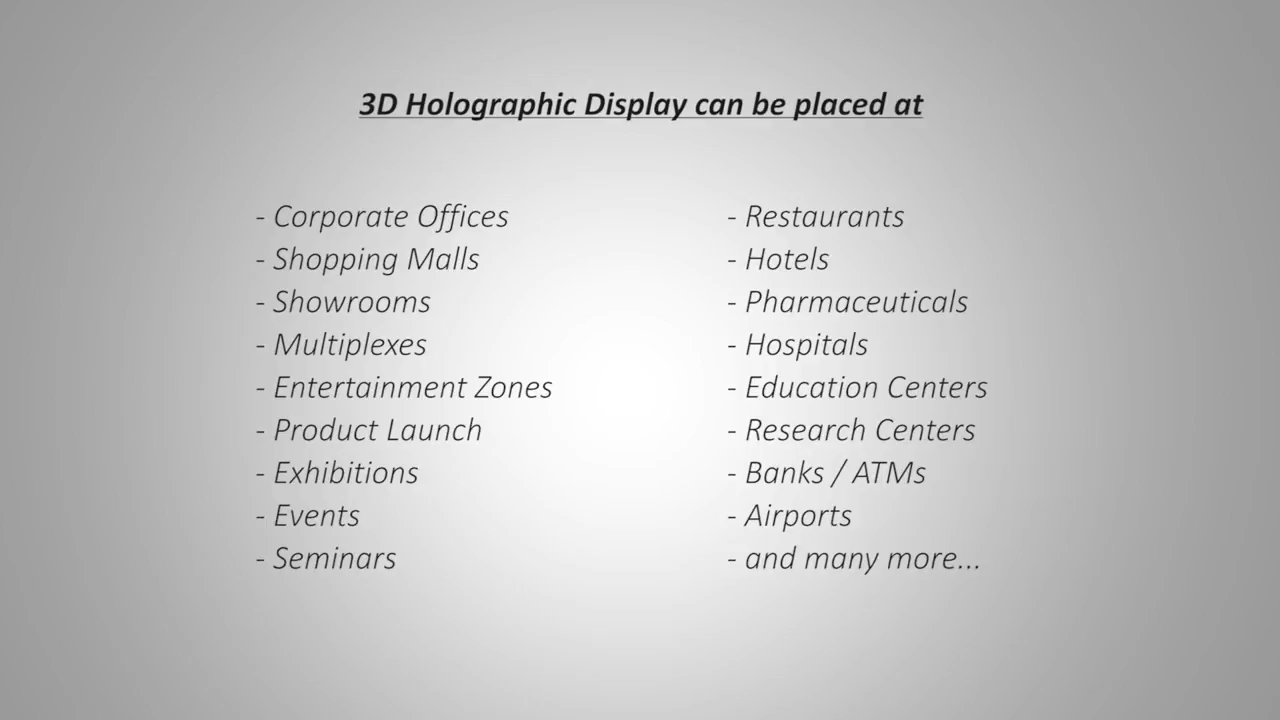 3D Holographic Display can be placed at
- Corporate Offices
- Shopping Malls
- Showrooms
- Multiplexes
- Entertainment Zones
- Product Launch
- Exhibitions
- Events
- Seminars
- Restaurants
- Hotels
- Pharmaceuticals
- Hospitals
- Education Centers
- Research Centers
- Banks / ATMs
- Airports
- and many more...